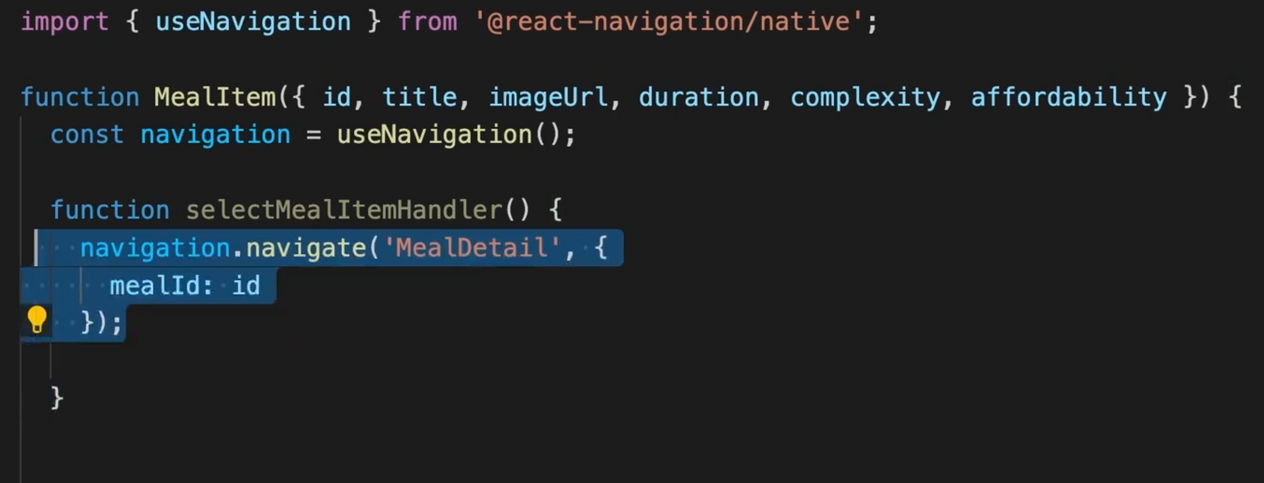 import { useNavigation } from '@react-navigation/native';
function MealItem({ id, title, imageUrl, duration, complexity, affordability }) {
const navigation = useNavigation();
function selectMealItemHandler() {
navigation.navigate('MealDetail', {
mealId: id
});
}